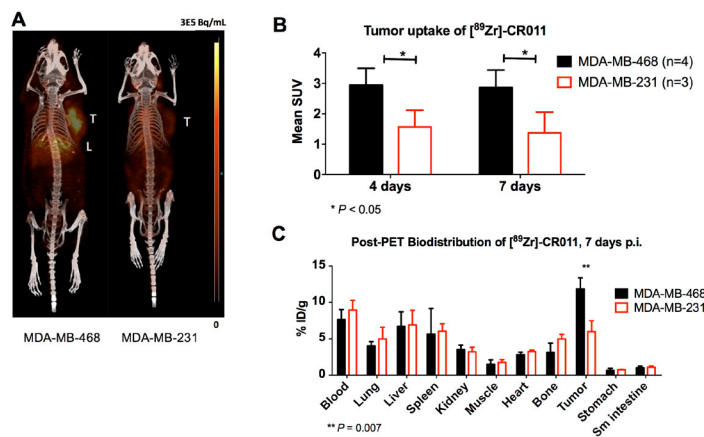 A
3E5 Bq/mL
T
L
T
0
MDA-MB-468 MDA-MB-231
B
Tumor uptake of [⁸⁹Zr]-CR011
Mean SUV
4
3
2
1
0
*
*
4 days 7 days
MDA-MB-468 (n=4)
MDA-MB-231 (n=3)
* P < 0.05
C
Post-PET Biodistribution of [⁸⁹Zr]-CR011, 7 days p.i.
% ID/g
15
10
5
0
**
MDA-MB-468
MDA-MB-231
Blood
Lung
Liver
Spleen
Kidney
Muscle
Heart
Bone
Tumor
Stomach
Sm intestine
** P = 0.007